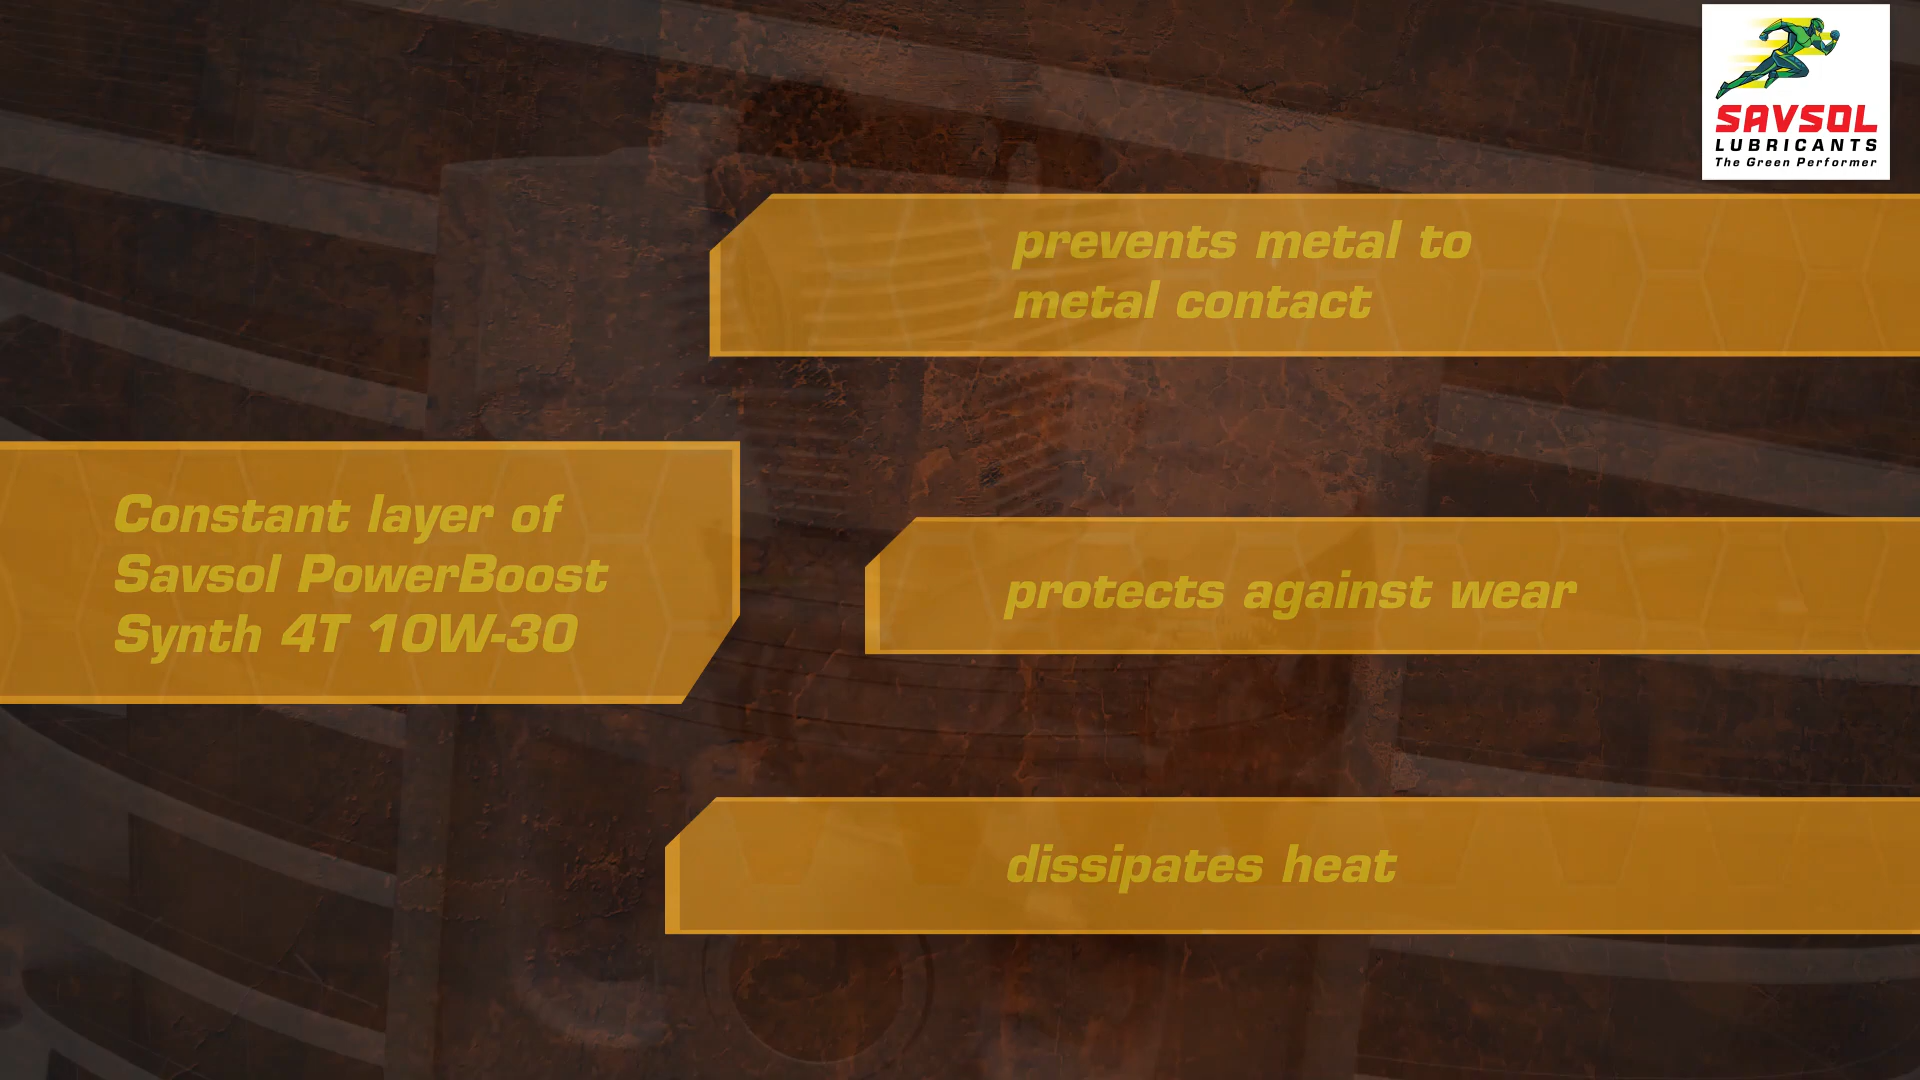 SAVSOL
LUBRICANTS
The Green Performer
prevents metal to
metal contact
Constant layer of
Savsol PowerBoost
Synth 4T 10W-30
protects against wear
dissipates heat